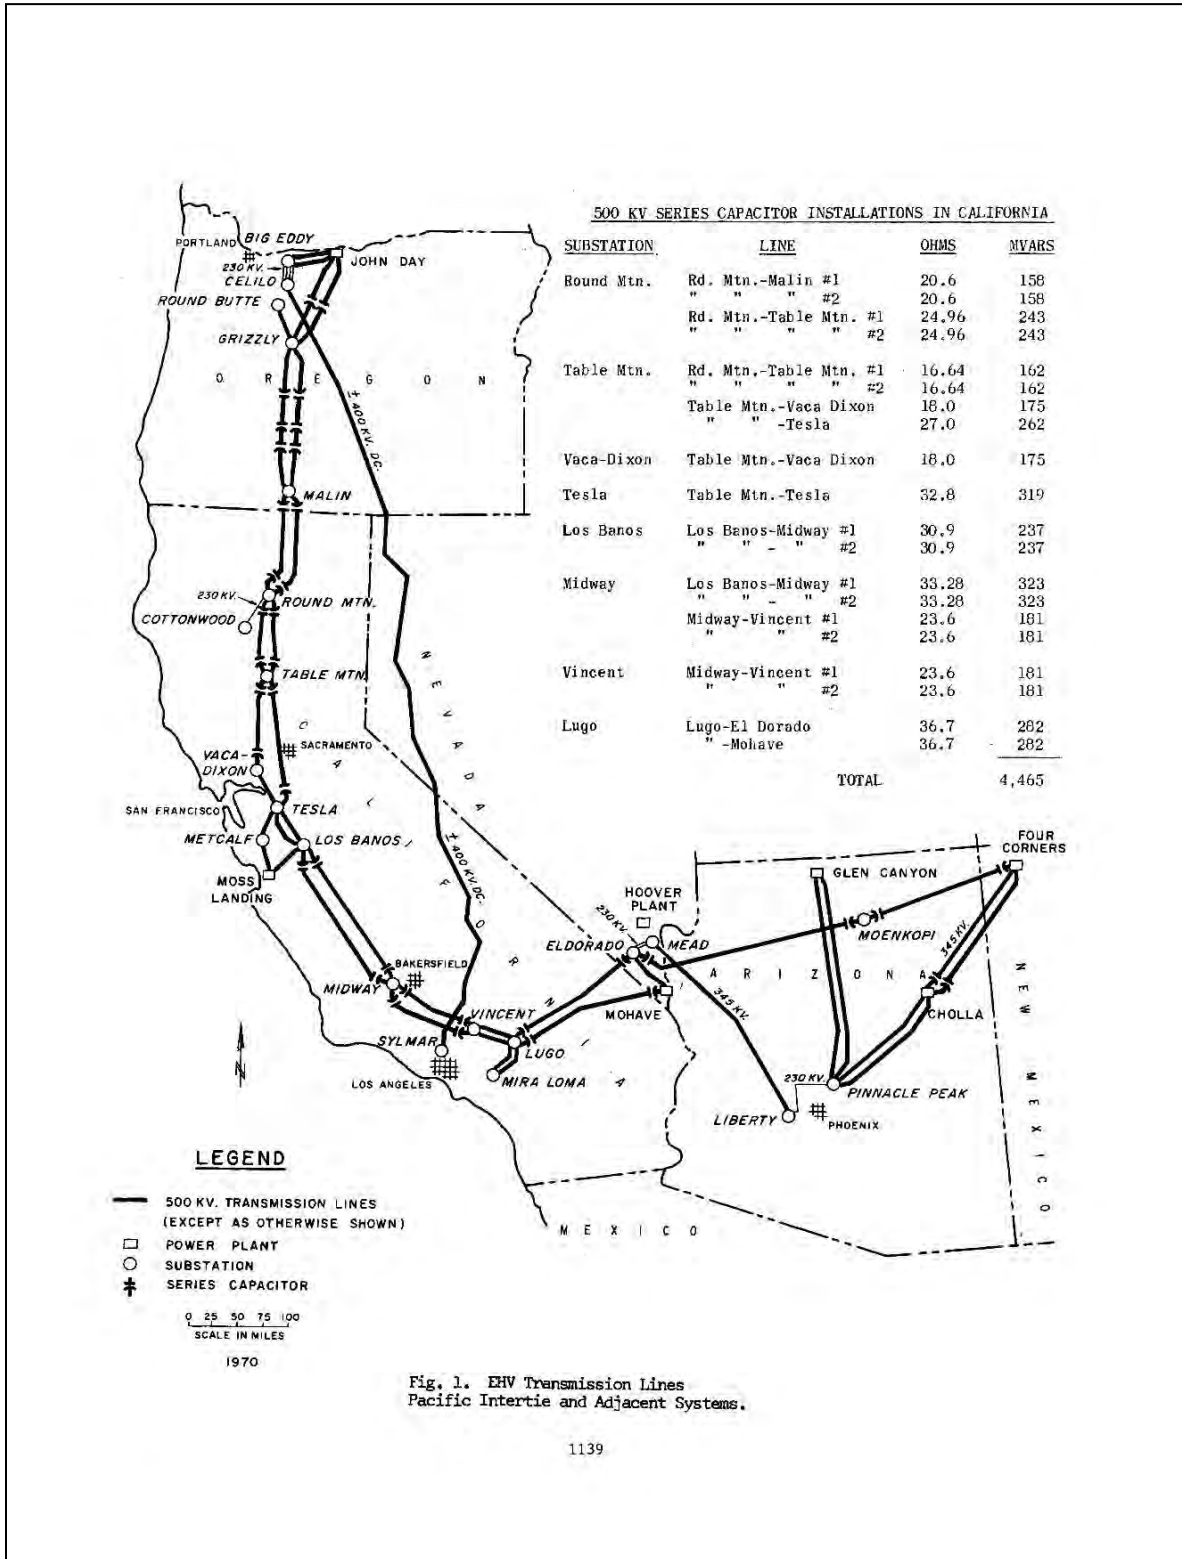 500 KV SERIES CAPACITOR INSTALLATIONS IN CALIFORNIA
SUBSTATION LINE OHMS MVARS
Round Mtn. Rd. Mtn.-Malin #1 20.6 158
" " " #2 20.6 158
Rd. Mtn.-Table Mtn. #1 24.96 243
" " " " #2 24.96 243
Table Mtn. Rd. Mtn.-Table Mtn. #1 16.64 162
" " " " #2 16.64 162
Table Mtn.-Vaca Dixon 18.0 175
" " -Tesla 27.0 262
Vaca-Dixon Table Mtn.-Vaca Dixon 18.0 175
Tesla Table Mtn.-Tesla 32.8 319
Los Banos Los Banos-Midway #1 30.9 237
" " - " #2 30.9 237
Midway Los Banos-Midway #1 33.28 323
" " - " #2 33.28 323
Midway-Vincent #1 23.6 181
" " #2 23.6 181
Vincent Midway-Vincent #1 23.6 181
" " #2 23.6 181
Lugo Lugo-El Dorado 36.7 282
" -Mohave 36.7 282
TOTAL 4,465
PORTLAND
BIG EDDY
JOHN DAY
230 KV.
CELILO
ROUND BUTTE
GRIZZLY
OREGON
± 400 KV. DC.
MALIN
230 KV.
ROUND MTN.
COTTONWOOD
TABLE MTN.
NEVADA
CALIFORNIA
SACRAMENTO
VACA-
DIXON
SAN FRANCISCO
TESLA
METCALF
LOS BANOS
MOSS
LANDING
± 400 KV. DC.
BAKERSFIELD
MIDWAY
VINCENT
SYLMAR
LUGO
LOS ANGELES
MIRA LOMA
HOOVER
PLANT
230 KV.
ELDORADO
MEAD
MOHAVE
345 KV.
ARIZONA
GLEN CANYON
FOUR
CORNERS
MOENKOPI
345 KV.
CHOLLA
230 KV.
PINNACLE PEAK
LIBERTY
PHOENIX
NEW MEXICO
MEXICO
LEGEND
500 KV. TRANSMISSION LINES
(EXCEPT AS OTHERWISE SHOWN)
POWER PLANT
SUBSTATION
SERIES CAPACITOR
0 25 50 75 100
SCALE IN MILES
1970
Fig. 1. EHV Transmission Lines
Pacific Intertie and Adjacent Systems.
1139